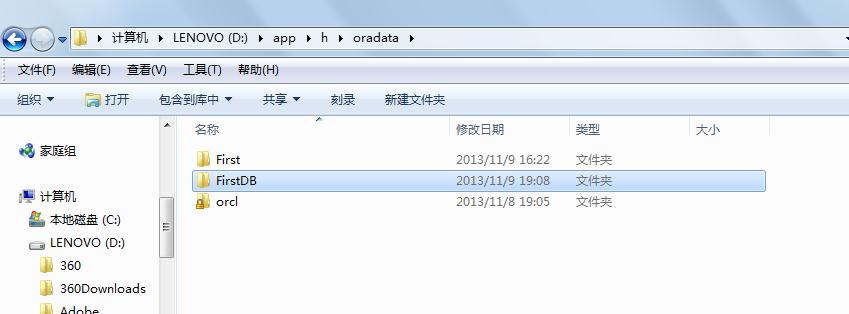 计算机 LENOVO (D:) app h oradata
文件(F) 编辑(E) 查看(V) 工具(T) 帮助(H)
组织 打开 包含到库中 共享 刻录 新建文件夹
名称 修改日期 类型 大小
家庭组
计算机
本地磁盘 (C:)
LENOVO (D:)
360
360Downloads
Adobe
First 2013/11/9 16:22 文件夹
FirstDB 2013/11/9 19:08 文件夹
orcl 2013/11/8 19:05 文件夹